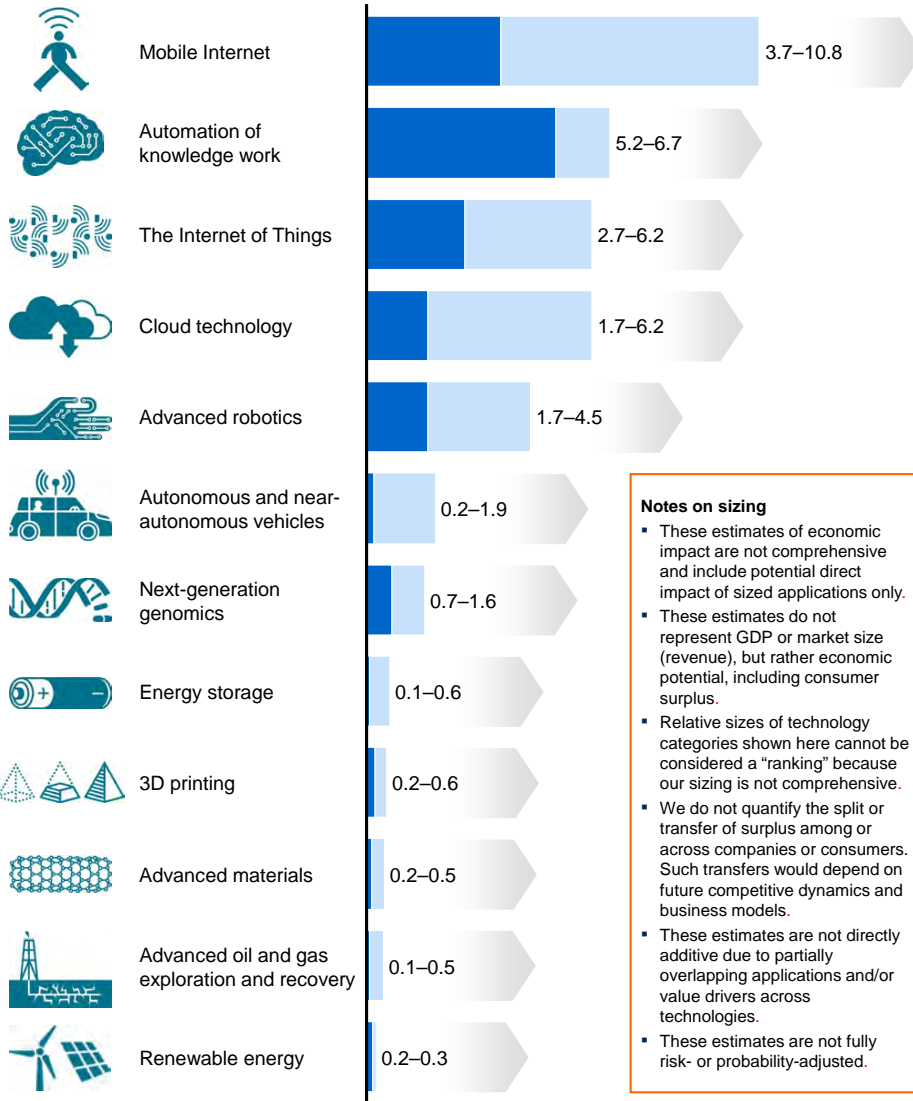 Mobile Internet
3.7–10.8
Automation of
knowledge work
5.2–6.7
The Internet of Things
2.7–6.2
Cloud technology
1.7–6.2
Advanced robotics
1.7–4.5
Autonomous and near-
autonomous vehicles
0.2–1.9
Next-generation
genomics
0.7–1.6
Energy storage
0.1–0.6
3D printing
0.2–0.6
Advanced materials
0.2–0.5
Advanced oil and gas
exploration and recovery
0.1–0.5
Renewable energy
0.2–0.3
Notes on sizing
▪ These estimates of economic
impact are not comprehensive
and include potential direct
impact of sized applications only.
▪ These estimates do not
represent GDP or market size
(revenue), but rather economic
potential, including consumer
surplus.
▪ Relative sizes of technology
categories shown here cannot be
considered a “ranking” because
our sizing is not comprehensive.
▪ We do not quantify the split or
transfer of surplus among or
across companies or consumers.
Such transfers would depend on
future competitive dynamics and
business models.
▪ These estimates are not directly
additive due to partially
overlapping applications and/or
value drivers across
technologies.
▪ These estimates are not fully
risk- or probability-adjusted.